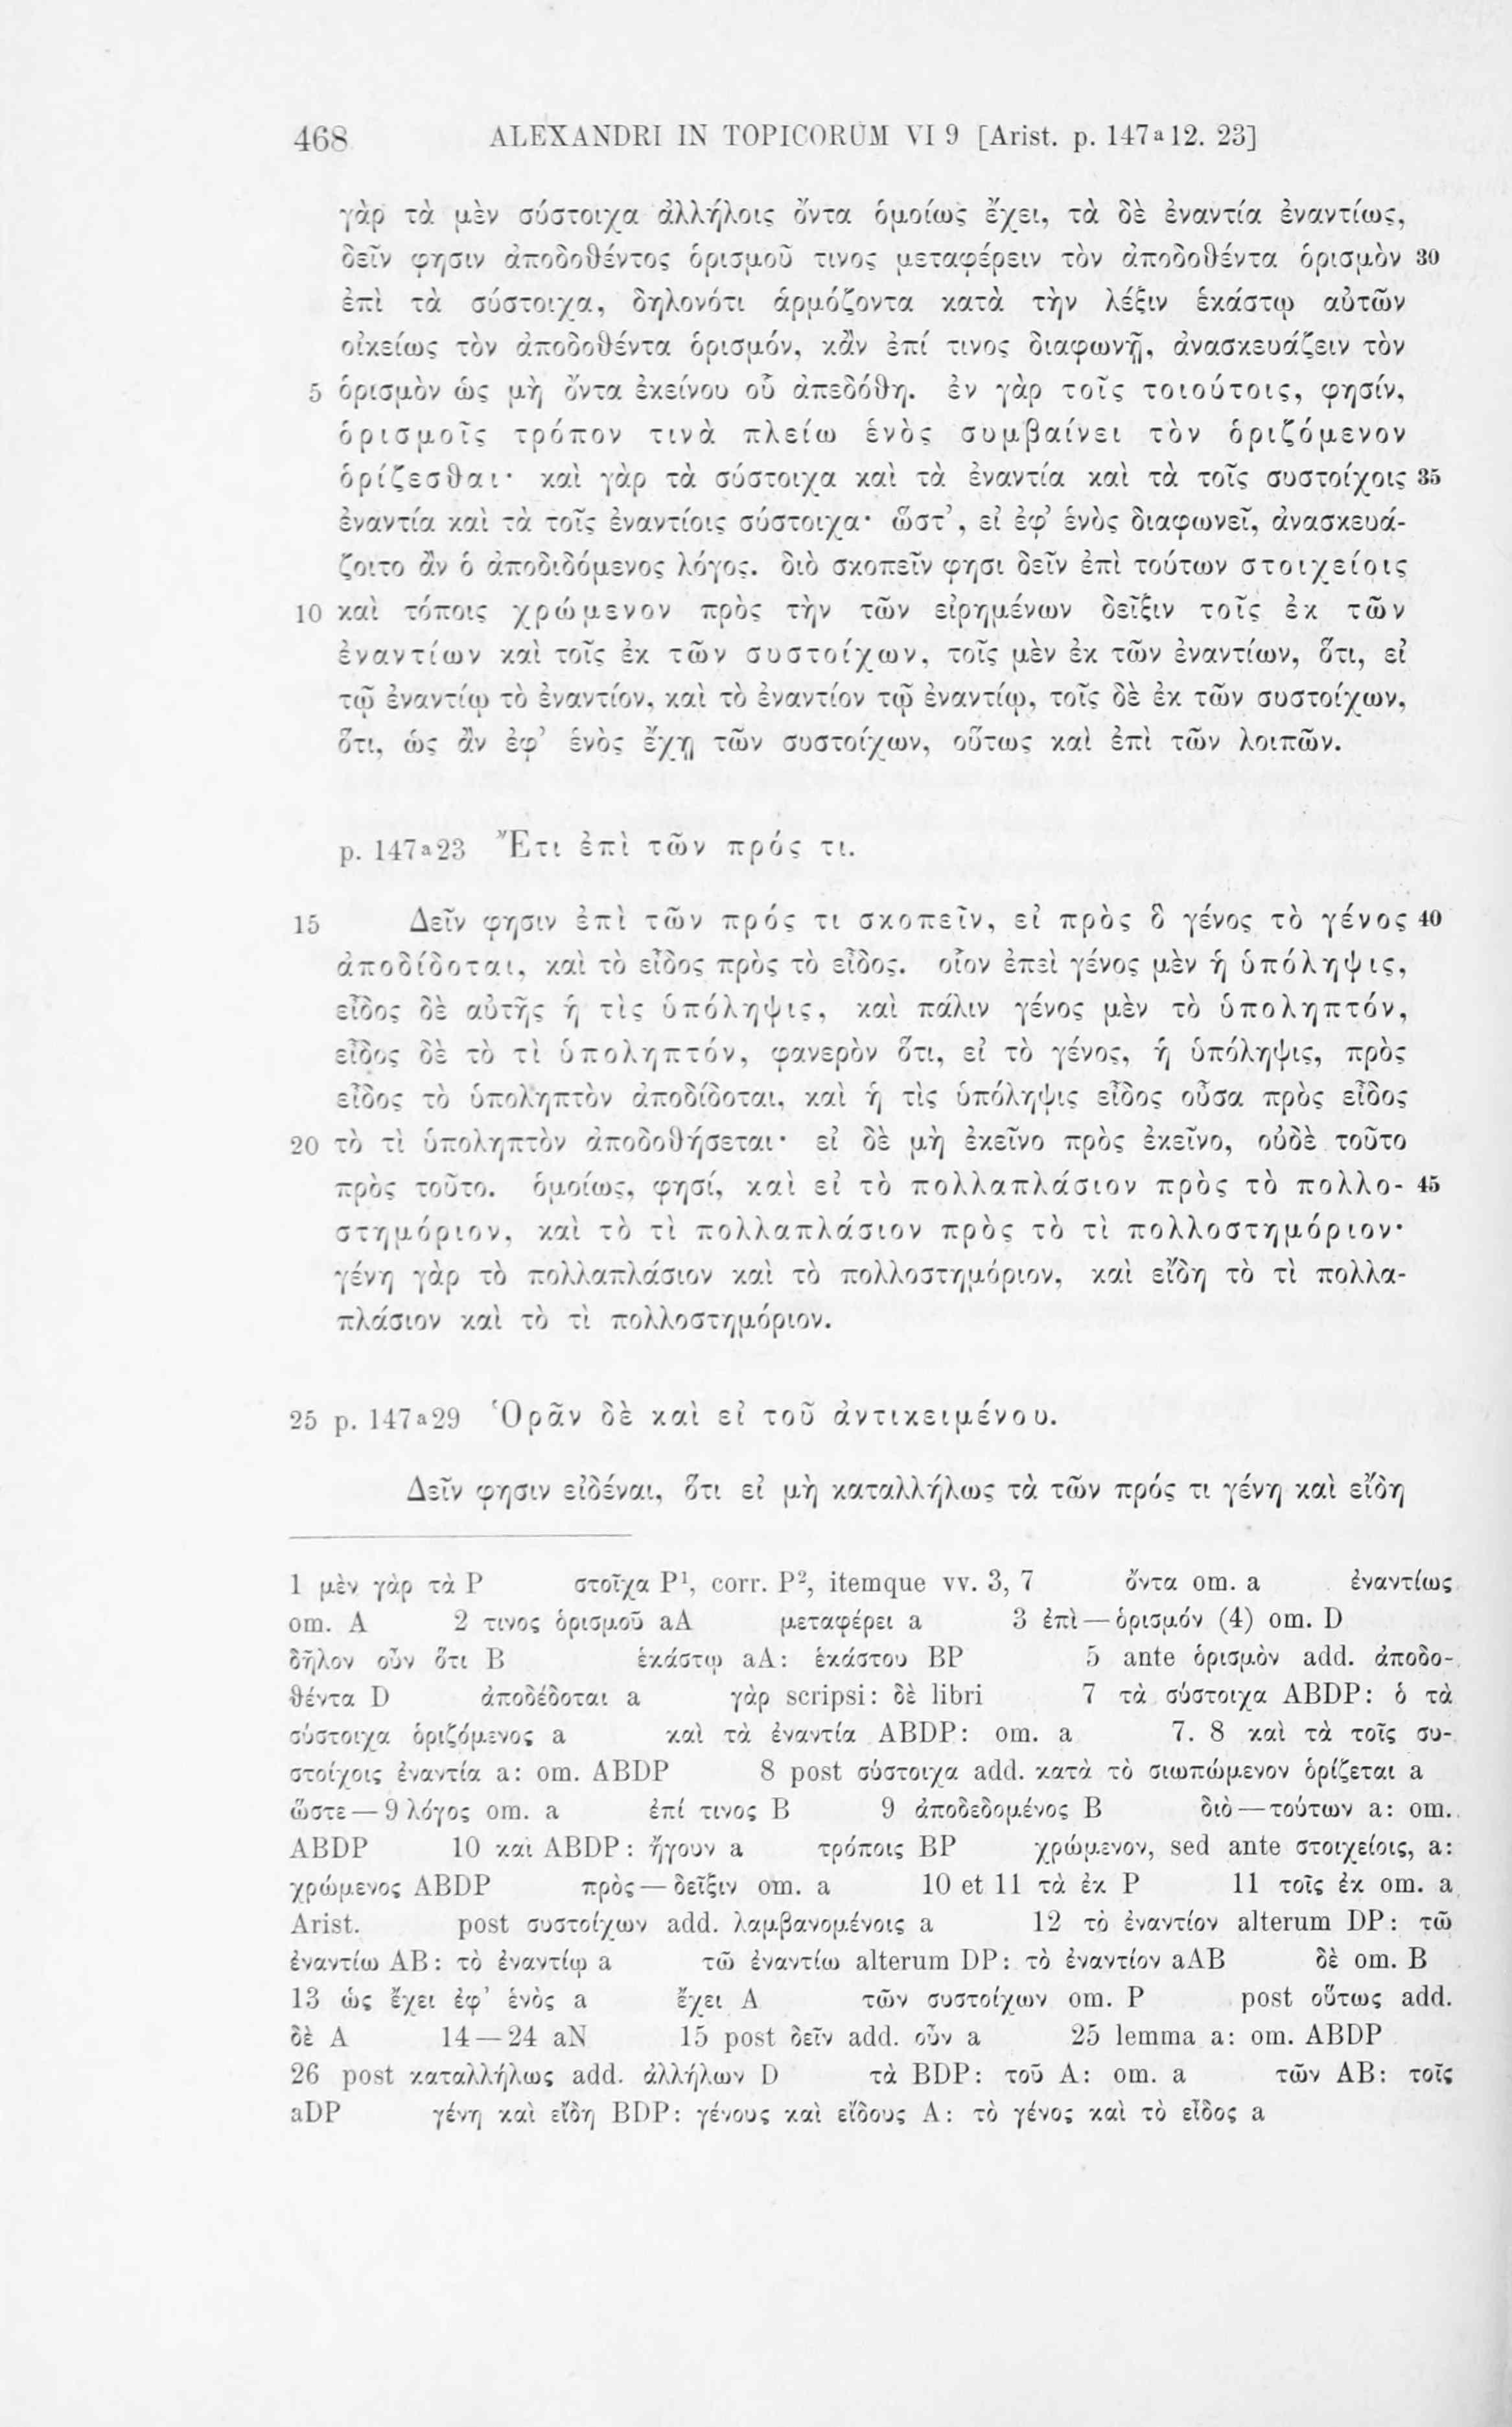 468 ALEXANDRI IN TOPICORUM VI 9 [Arist. p. 147ª12. 23]
γὰρ τὰ μὲν σύστοιχα ἀλλήλοις ὄντα ὁμοίως ἔχει, τὰ δὲ ἐναντία ἐναντίως,
δεῖν φησιν ἀποδοθέντος ὁρισμοῦ τινος μεταφέρειν τὸν ἀποδοθέντα ὁρισμὸν 30
ἐπὶ τὰ σύστοιχα, δηλονότι ἁρμόζοντα κατὰ τὴν λέξιν ἑκάστῳ αὐτῶν
οἰκείως τὸν ἀποδοθέντα ὁρισμόν, κἂν ἐπί τινος διαφωνῇ, ἀνασκευάζειν τὸν
5 ὁρισμὸν ὡς μὴ ὄντα ἐκείνου οὗ ἀπεδόθη. ἐν γὰρ τοῖς τοιούτοις, φησίν,
ὁρισμοῖς τρόπον τινὰ πλείω ἑνὸς συμβαίνει τὸν ὁριζόμενον
ὁρίζεσθαι· καὶ γὰρ τὰ σύστοιχα καὶ τὰ ἐναντία καὶ τὰ τοῖς συστοίχοις 35
ἐναντία καὶ τὰ τοῖς ἐναντίοις σύστοιχα· ὥστ’, εἰ ἐφ’ ἑνὸς διαφωνεῖ, ἀνασκευά-
ζοιτο ἂν ὁ ἀποδιδόμενος λόγος. διὸ σκοπεῖν φησι δεῖν ἐπὶ τούτων στοιχείοις
10 καὶ τόποις χρώμενον πρὸς τὴν τῶν εἰρημένων δεῖξιν τοῖς ἐκ τῶν
ἐναντίων καὶ τοῖς ἐκ τῶν συστοίχων, τοῖς μὲν ἐκ τῶν ἐναντίων, ὅτι, εἰ
τῷ ἐναντίῳ τὸ ἐναντίον, καὶ τὸ ἐναντίον τῷ ἐναντίῳ, τοῖς δὲ ἐκ τῶν συστοίχων,
ὅτι, ὡς ἂν ἐφ’ ἑνὸς ἔχῃ τῶν συστοίχων, οὕτως καὶ ἐπὶ τῶν λοιπῶν.
p. 147ª23 Ἔτι ἐπὶ τῶν πρός τι.
15 Δεῖν φησιν ἐπὶ τῶν πρός τι σκοπεῖν, εἰ πρὸς ὃ γένος τὸ γένος 40
ἀποδίδοται, καὶ τὸ εἶδος πρὸς τὸ εἶδος. οἷον ἐπεὶ γένος μὲν ἡ ὑπόληψις,
εἶδος δὲ αὐτῆς ἡ τὶς ὑπόληψις, καὶ πάλιν γένος μὲν τὸ ὑποληπτόν,
εἶδος δὲ τὸ τὶ ὑποληπτόν, φανερὸν ὅτι, εἰ τὸ γένος, ἡ ὑπόληψις, πρὸς
εἶδος τὸ ὑποληπτὸν ἀποδίδοται, καὶ ἡ τὶς ὑπόληψις εἶδος οὖσα πρὸς εἶδος
20 τὸ τὶ ὑποληπτὸν ἀποδοθήσεται· εἰ δὲ μὴ ἐκεῖνο πρὸς ἐκεῖνο, οὐδὲ τοῦτο
πρὸς τοῦτο. ὁμοίως, φησί, καὶ εἰ τὸ πολλαπλάσιον πρὸς τὸ πολλο- 45
στημόριον, καὶ τὸ τὶ πολλαπλάσιον πρὸς τὸ τὶ πολλοστημόριον·
γένη γὰρ τὸ πολλαπλάσιον καὶ τὸ πολλοστημόριον, καὶ εἴδη τὸ τὶ πολλα-
πλάσιον καὶ τὸ τὶ πολλοστημόριον.
25 p. 147ª29 Ὁρᾶν δὲ καὶ εἰ τοῦ ἀντικειμένου.
Δεῖν φησιν εἰδέναι, ὅτι εἰ μὴ καταλλήλως τὰ τῶν πρός τι γένη καὶ εἴδη
1 μὲν γὰρ τὰ P στοῖχα P¹, corr. P², itemque vv. 3, 7 ὄντα om. a ἐναντίως
om. A 2 τινος ὁρισμοῦ aA μεταφέρει a 3 ἐπὶ — ὁρισμόν (4) om. D
δῆλον οὖν ὅτι B ἑκάστῳ aA: ἑκάστου BP 5 ante ὁρισμὸν add. ἀποδο-
θέντα D ἀποδέδοται a γὰρ scripsi: δὲ libri 7 τὰ σύστοιχα ABDP: ὁ τὰ
σύστοιχα ὁριζόμενος a καὶ τὰ ἐναντία ABDP: om. a 7. 8 καὶ τὰ τοῖς συ-
στοίχοις ἐναντία a: om. ABDP 8 post σύστοιχα add. κατὰ τὸ σιωπώμενον ὁρίζεται a
ὥστε — 9 λόγος om. a ἐπί τινος B 9 ἀποδεδομένος B διὸ — τούτων a: om.
ABDP 10 καὶ ABDP: ἤγουν a τρόποις BP χρώμενον, sed ante στοιχείοις, a:
χρώμενος ABDP πρὸς — δεῖξιν om. a 10 et 11 τὰ ἐκ P 11 τοῖς ἐκ om. a
Arist. post συστοίχων add. λαμβανομένοις a 12 τὸ ἐναντίον alterum DP: τῶ
ἐναντίω AB: τὸ ἐναντίῳ a τῶ ἐναντίω alterum DP: τὸ ἐναντίον aAB δὲ om. B
13 ὡς ἔχει ἐφ’ ἑνὸς a ἔχει A τῶν συστοίχων om. P post οὕτως add.
δὲ A 14 — 24 aN 15 post δεῖν add. οὖν a 25 lemma a: om. ABDP
26 post καταλλήλως add. ἀλλήλων D τὰ BDP: τοῦ A: om. a τῶν AB: τοῖς
aDP γένη καὶ εἴδη BDP: γένους καὶ εἴδους A: τὸ γένος καὶ τὸ εἶδος a